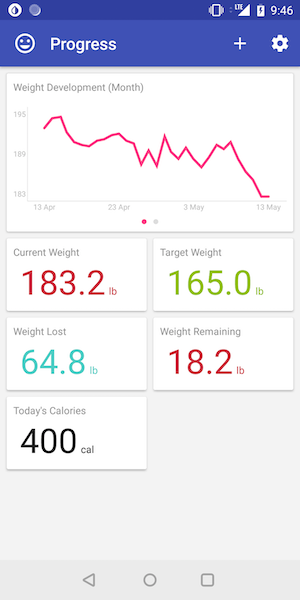 LTE 9:46
Progress
Weight Development (Month)
195
189
183
13 Apr 23 Apr 3 May 13 May
Current Weight
183.2 lb
Target Weight
165.0 lb
Weight Lost
64.8 lb
Weight Remaining
18.2 lb
Today's Calories
400 cal